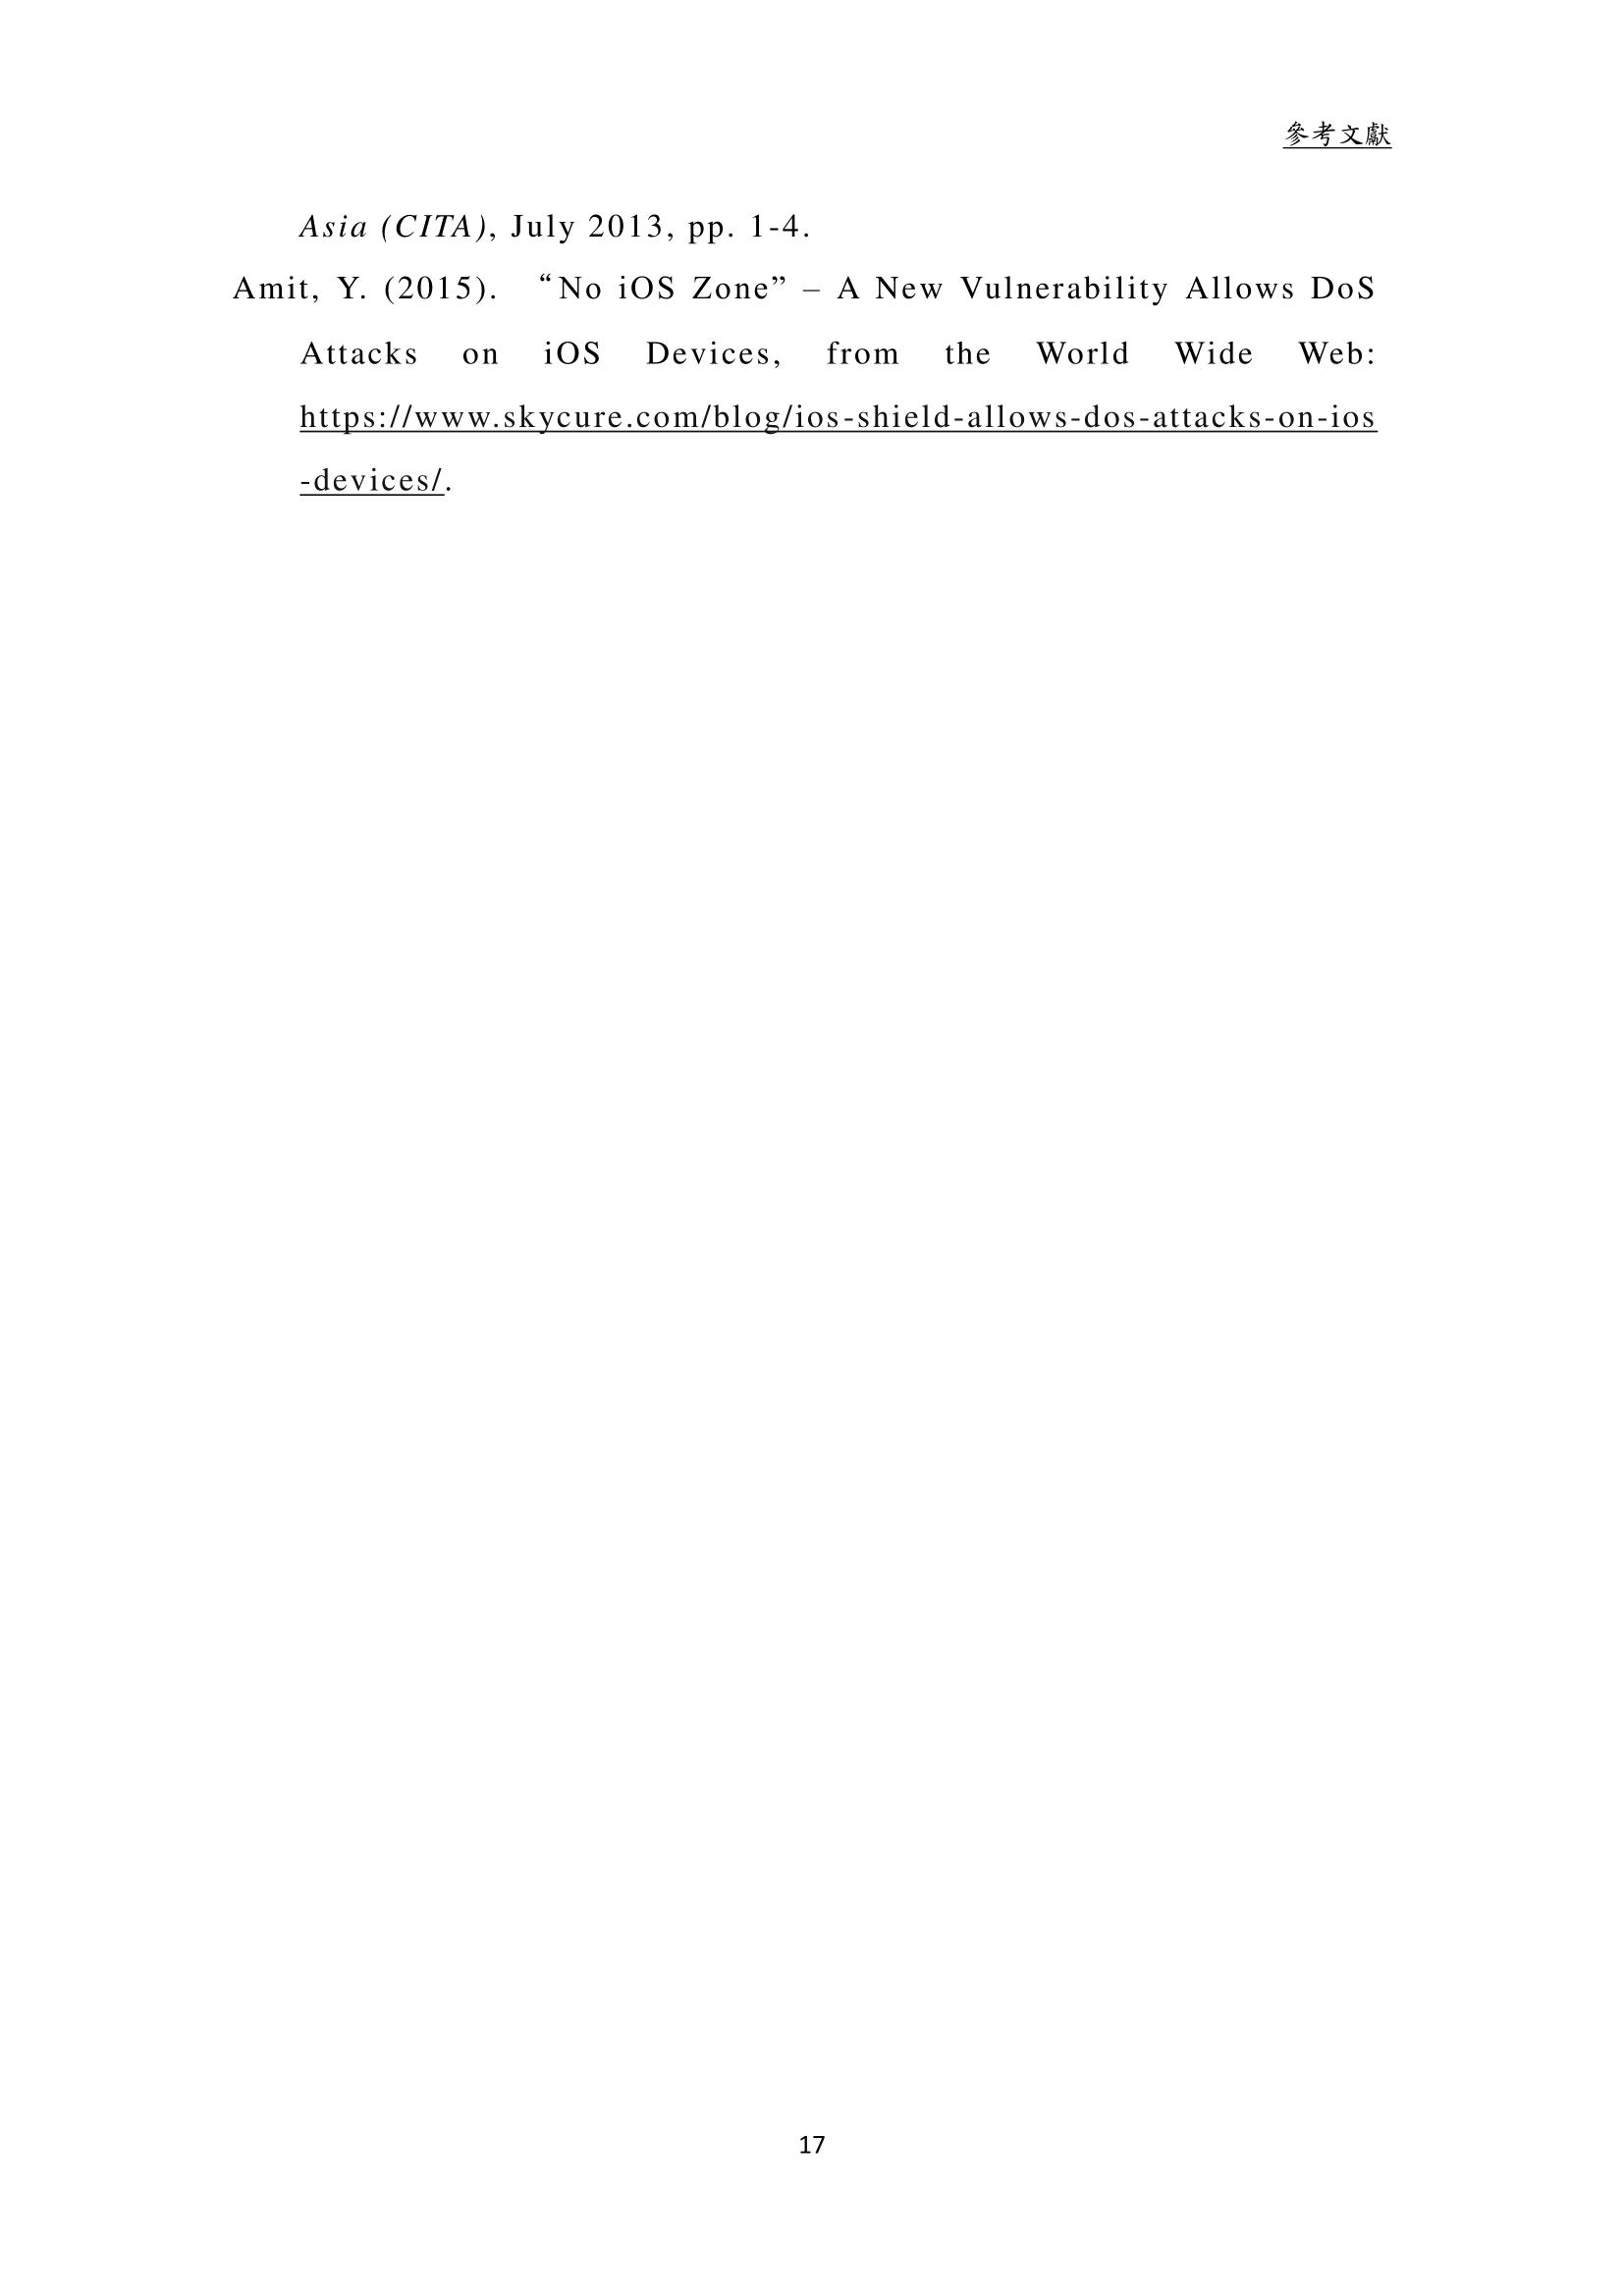 參考文獻
Asia (CITA), July 2013, pp. 1-4.
Amit, Y. (2015). “No iOS Zone” – A New Vulnerability Allows DoS
Attacks on iOS Devices, from the World Wide Web:
https://www.skycure.com/blog/ios-shield-allows-dos-attacks-on-ios
-devices/.
17